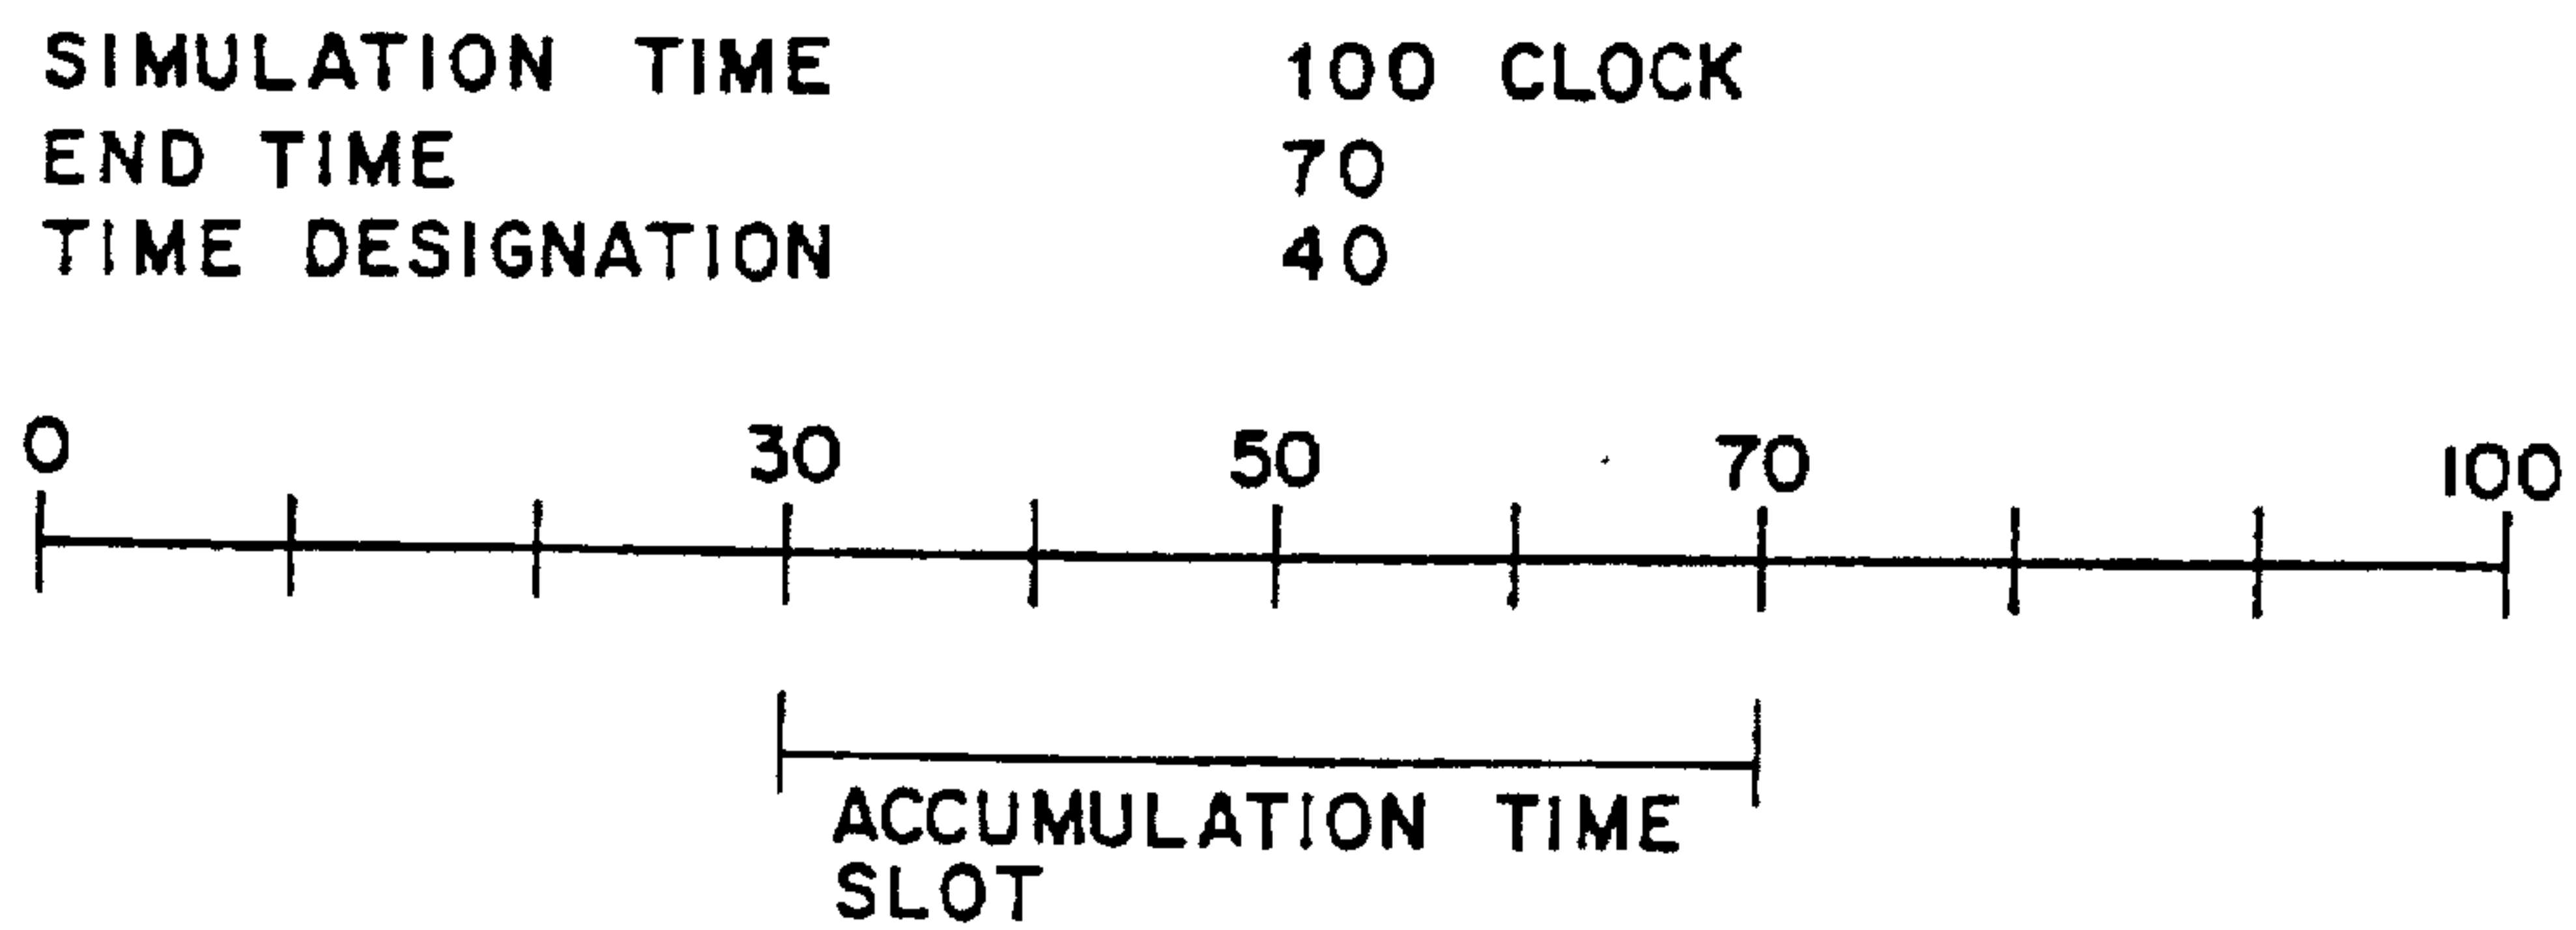 SIMULATION TIME 100 CLOCK
END TIME 70
TIME DESIGNATION 40
0 30 50 70 100
ACCUMULATION TIME
SLOT